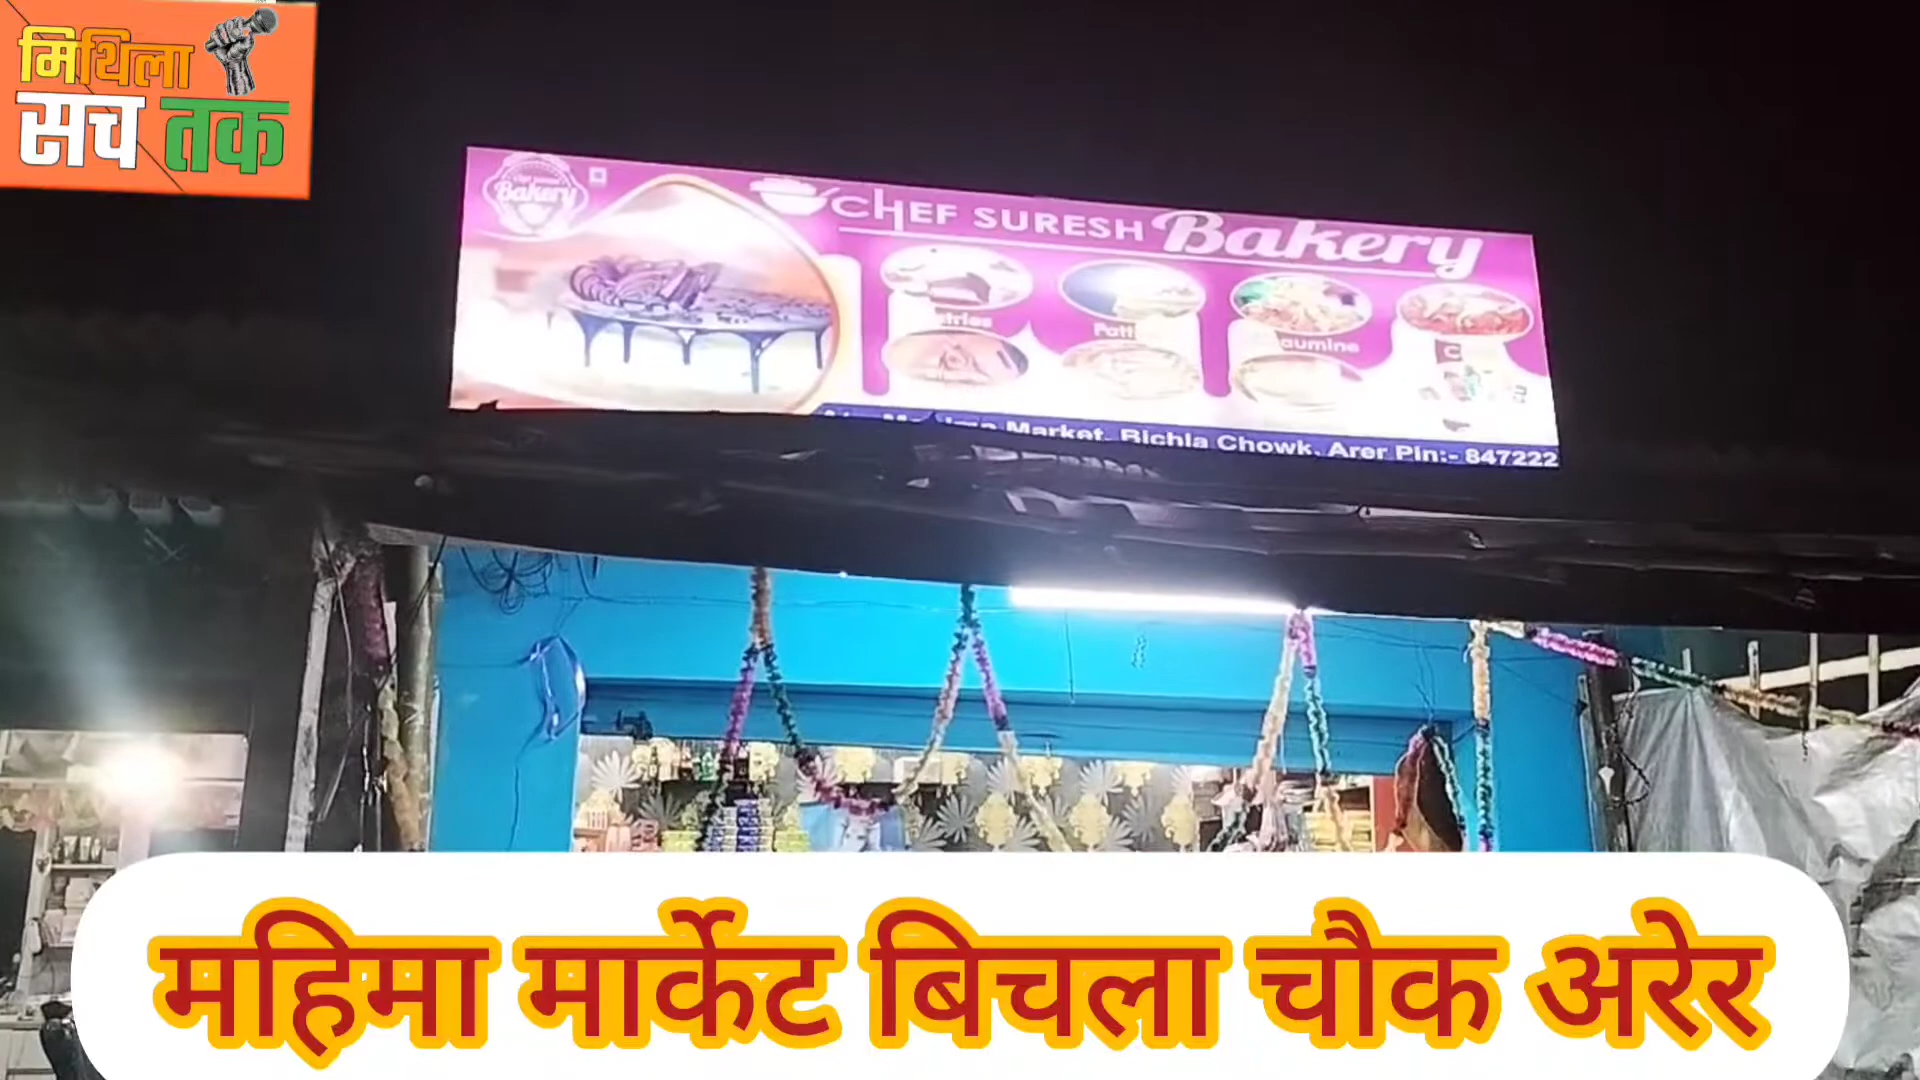 मिथिला
सच तक
Bakery
CHEF SURESH Bakery
Market, Bichla Chowk, Arer Pin:- 847222
महिमा मार्केट बिचला चौक अरेर